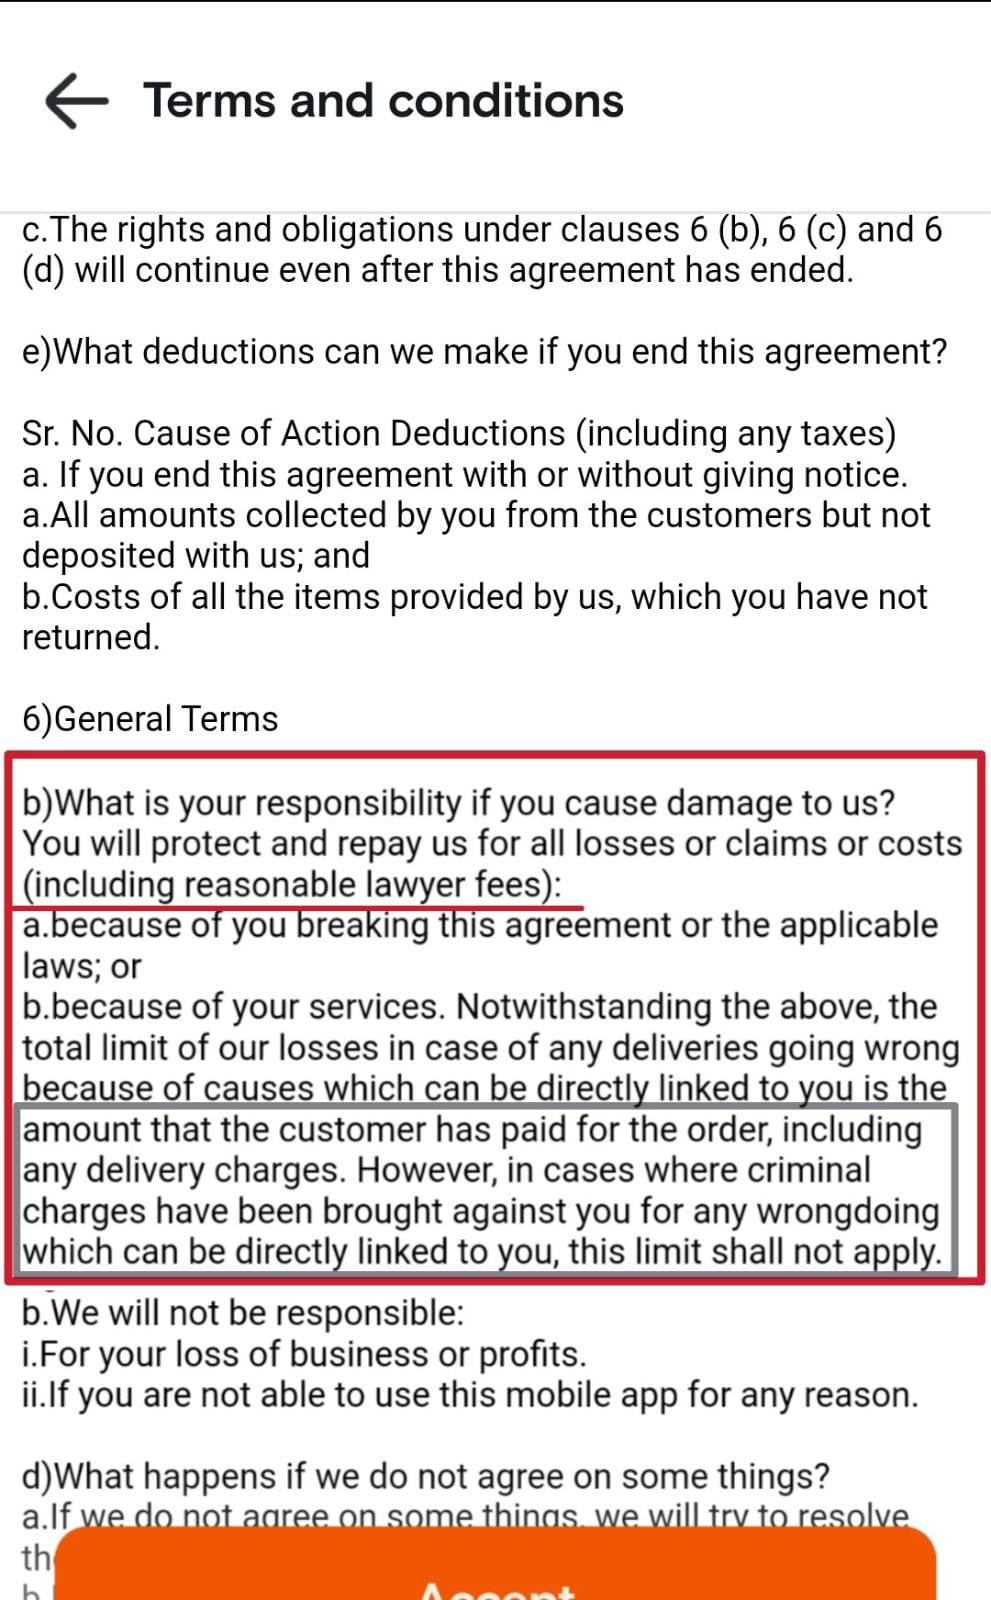 Terms and conditions
c.The rights and obligations under clauses 6 (b), 6 (c) and 6
(d) will continue even after this agreement has ended.
e)What deductions can we make if you end this agreement?
Sr. No. Cause of Action Deductions (including any taxes)
a. If you end this agreement with or without giving notice.
a.All amounts collected by you from the customers but not
deposited with us; and
b.Costs of all the items provided by us, which you have not
returned.
6)General Terms
b)What is your responsibility if you cause damage to us?
You will protect and repay us for all losses or claims or costs
(including reasonable lawyer fees):
a.because of you breaking this agreement or the applicable
laws; or
b.because of your services. Notwithstanding the above, the
total limit of our losses in case of any deliveries going wrong
because of causes which can be directly linked to you is the
amount that the customer has paid for the order, including
any delivery charges. However, in cases where criminal
charges have been brought against you for any wrongdoing
which can be directly linked to you, this limit shall not apply.
b.We will not be responsible:
i.For your loss of business or profits.
ii.If you are not able to use this mobile app for any reason.
d)What happens if we do not agree on some things?
a.If we do not agree on some things, we will try to resolve
Accept